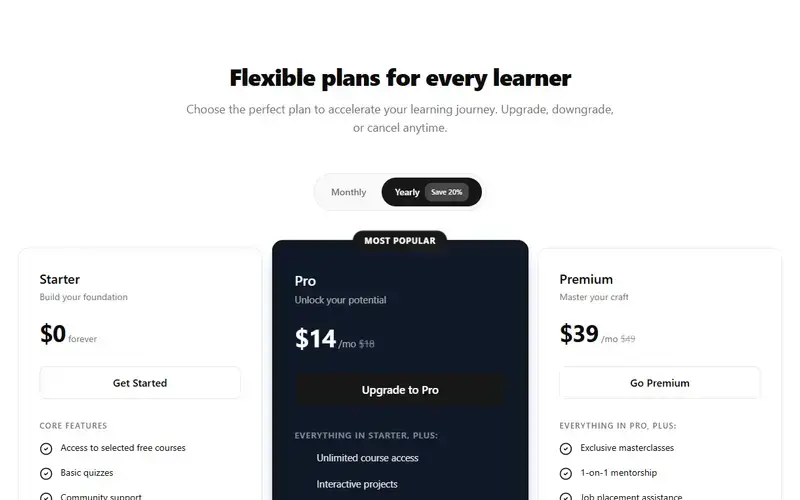 Flexible plans for every learner
Choose the perfect plan to accelerate your learning journey. Upgrade, downgrade,
or cancel anytime.
Monthly
Yearly Save 20%
MOST POPULAR
Starter
Build your foundation
$0 forever
Get Started
CORE FEATURES
Access to selected free courses
Basic quizzes
Community support
Pro
Unlock your potential
$14 /mo $18
Upgrade to Pro
EVERYTHING IN STARTER, PLUS:
Unlimited course access
Interactive projects
Premium
Master your craft
$39 /mo $49
Go Premium
EVERYTHING IN PRO, PLUS:
Exclusive masterclasses
1-on-1 mentorship
Job placement assistance